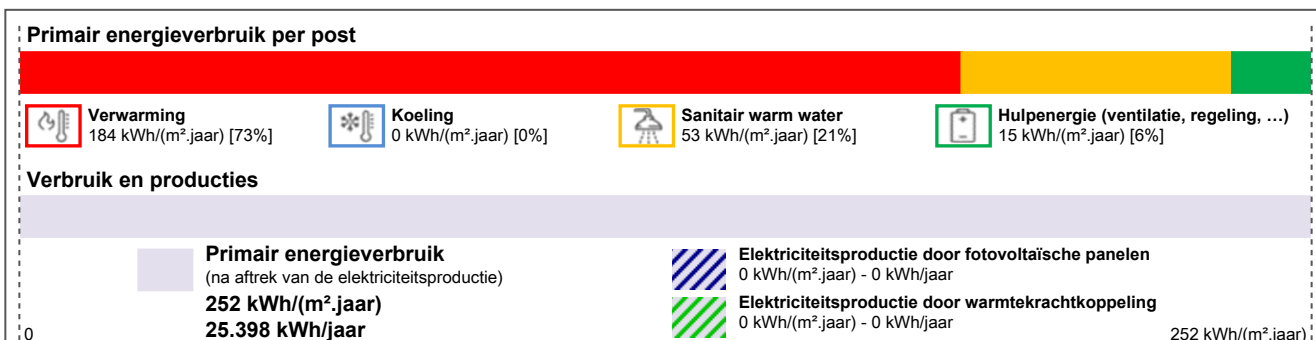 Primair energieverbruik per post
Verwarming
184 kWh/(m².jaar) [73%]
Koeling
0 kWh/(m².jaar) [0%]
Sanitair warm water
53 kWh/(m².jaar) [21%]
Hulpenergie (ventilatie, regeling, …)
15 kWh/(m².jaar) [6%]
Verbruik en producties
Primair energieverbruik
(na aftrek van de elektriciteitsproductie)
252 kWh/(m².jaar)
25.398 kWh/jaar
Elektriciteitsproductie door fotovoltaïsche panelen
0 kWh/(m².jaar) - 0 kWh/jaar
Elektriciteitsproductie door warmtekrachtkoppeling
0 kWh/(m².jaar) - 0 kWh/jaar
0
252 kWh/(m².jaar)